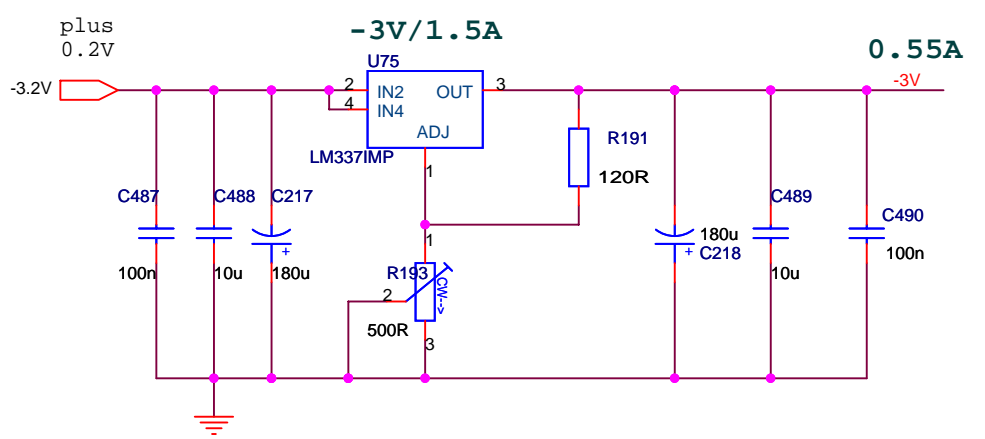 plus
0.2V
-3V/1.5A
0.55A
U75
-3.2V
2
IN2
OUT
3
-3V
4
IN4
ADJ
R191
LM337IMP
1
120R
C487
C488
C217
C489
C490
1
180u
+
+
C218
100n
100n
10u
180u
10u
R193
CW-->
2
500R
3